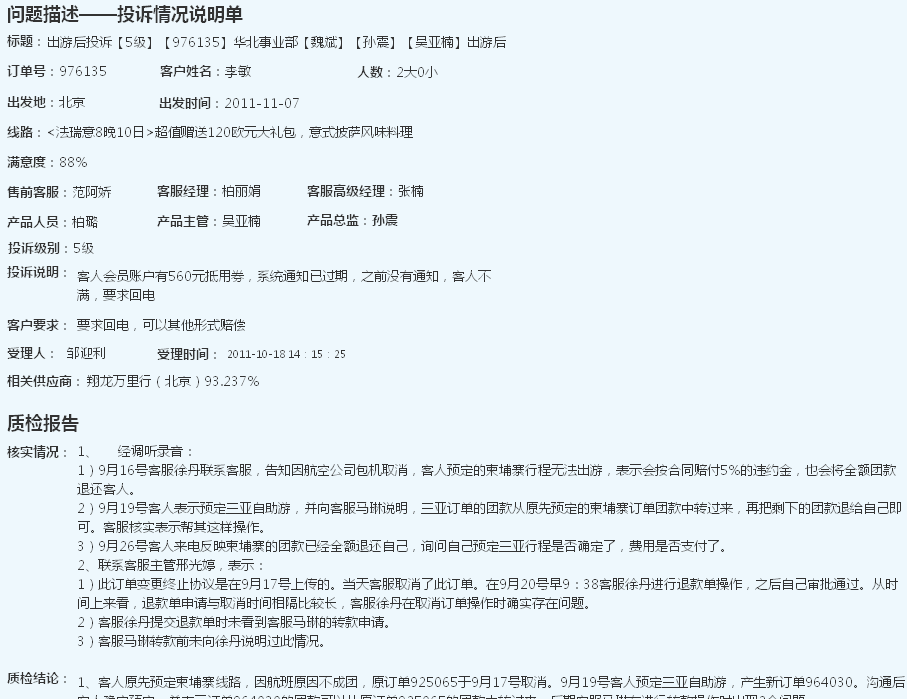 问题描述——投诉情况说明单
标题：出游后投诉【5级】【976135】华北事业部【魏斌】【孙震】【吴亚楠】出游后
订单号：976135 客户姓名：李敏 人数：2大0小
出发地：北京 出发时间：2011-11-07
线路：<法瑞意8晚10日>超值赠送120欧元大礼包，意式披萨风味料理
满意度：88%
售前客服：范阿娇 客服经理：柏丽娟 客服高级经理：张楠
产品人员：柏璐 产品主管：吴亚楠 产品总监：孙震
投诉级别：5级
投诉说明：客人会员账户有560元抵用券，系统通知已过期，之前没有通知，客人不
满，要求回电
客户要求：要求回电，可以其他形式赔偿
受理人：邹迎利 受理时间：2011-10-18 14：15：25
相关供应商：翔龙万里行（北京）93.237%
质检报告
核实情况：1、 经调听录音：
1）9月16号客服徐丹联系客服，告知因航空公司包机取消，客人预定的柬埔寨行程无法出游，表示会按合同赔付5%的违约金，也会将全额团款
退还客人。
2）9月19号客人表示预定三亚自助游，并向客服马琳说明，三亚订单的团款从原先预定的柬埔寨订单团款中转过来，再把剩下的团款退给自己即
可。客服核实表示帮其这样操作。
3）9月26号客人来电反映柬埔寨的团款已经全额退还自己，询问自己预定三亚行程是否确定了，费用是否支付了。
2、联系客服主管邢光婷，表示：
1）此订单变更终止协议是在9月17号上传的。当天客服取消了此订单。在9月20号早9：38客服徐丹进行退款单操作，之后自己审批通过。从时
间上来看，退款单申请与取消时间相隔比较长，客服徐丹在取消订单操作时确实存在问题。
2）客服徐丹提交退款单时未看到客服马琳的转款申请。
3）客服马琳转款前未向徐丹说明过此情况。
质检结论：1、客人原先预定柬埔寨线路，因航班原因不成团，原订单925065于9月17号取消。9月19号客人预定三亚自助游，产生新订单964030。沟通后